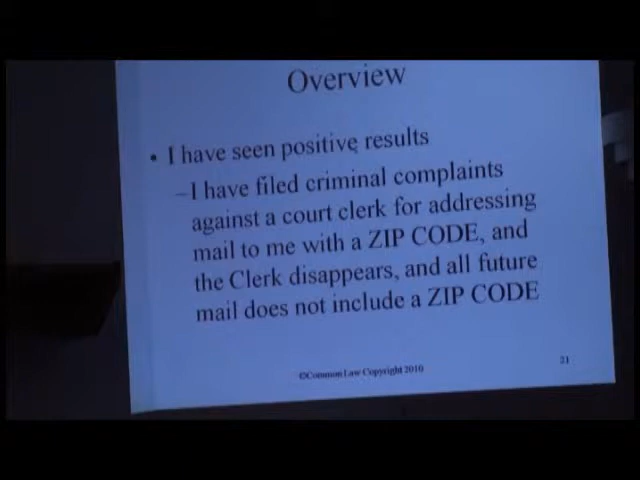 Overview
• I have seen positive results
–I have filed criminal complaints
against a court clerk for addressing
mail to me with a ZIP CODE, and
the Clerk disappears, and all future
mail does not include a ZIP CODE
©Common Law Copyright 2010
21